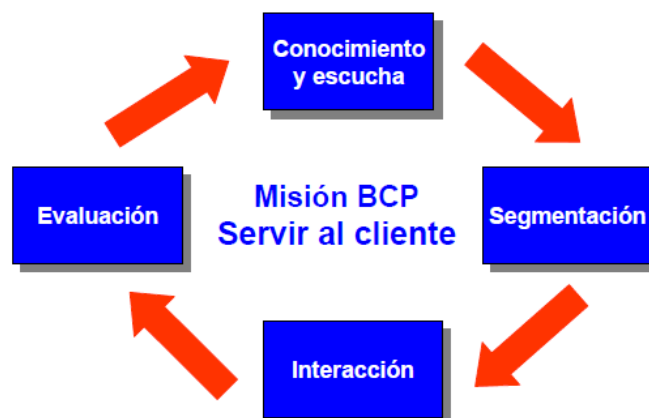 Conocimiento
y escucha
Evaluación
Misión BCP
Servir al cliente
Segmentación
Interacción